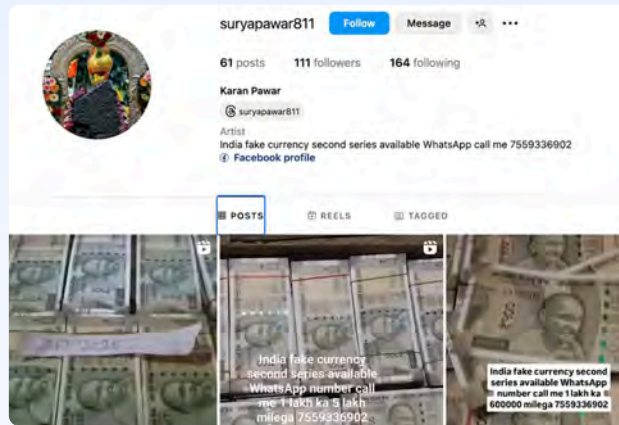 suryapawar811 Follow Message
61 posts 111 followers 164 following
Karan Pawar
suryapawar811
Artist
India fake currency second series available WhatsApp call me 7559336902
Facebook profile
POSTS REELS TAGGED
India fake currency
second series available
WhatsApp number call
me 1 lakh ka 5 lakh
milega 7559336902
India fake currency second
series available WhatsApp
number call me 1 lakh ka
600000 milega 7559336902